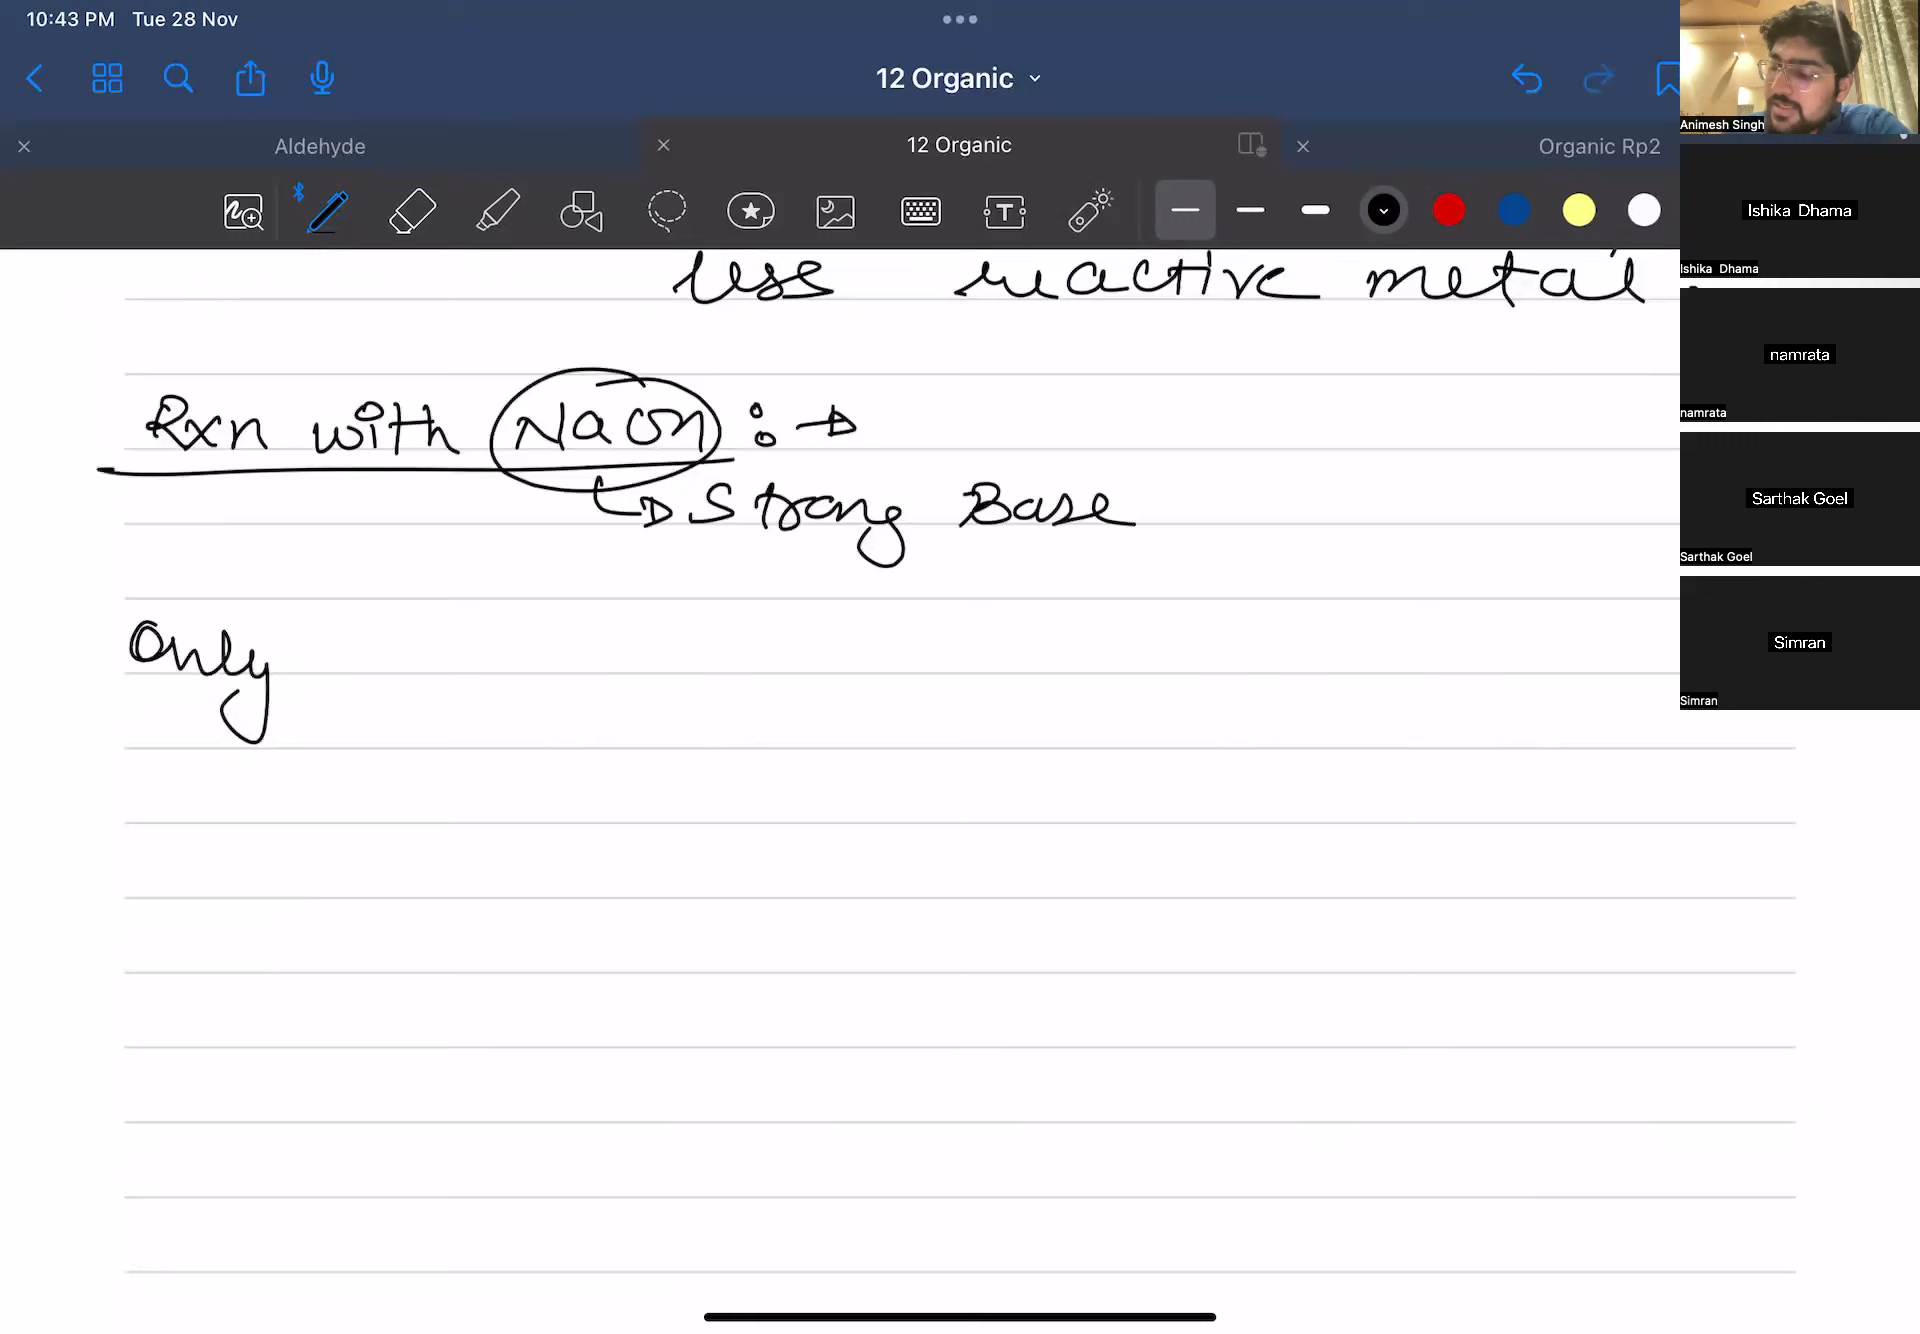 10:43 PM Tue 28 Nov
12 Organic
Aldehyde
12 Organic
Organic Rp2
less reactive metal
Rxn with NaOH :→
↳ Strong Base
Only
Animesh Singh
Ishika Dhama
Ishika Dhama
namrata
namrata
Sarthak Goel
Sarthak Goel
Simran
Simran